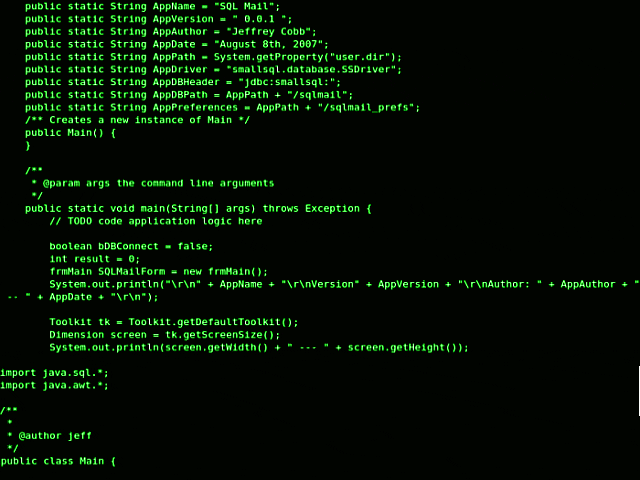 public static String AppName = "SQL Mail";
public static String AppVersion = " 0.0.1 ";
public static String AppAuthor = "Jeffrey Cobb";
public static String AppDate = "August 8th, 2007";
public static String AppPath = System.getProperty("user.dir");
public static String AppDriver = "smallsql.database.SSDriver";
public static String AppDBHeader = "jdbc:smallsql:";
public static String AppDBPath = AppPath + "/sqlmail";
public static String AppPreferences = AppPath + "/sqlmail_prefs";
/** Creates a new instance of Main */
public Main() {
}
/**
* @param args the command line arguments
*/
public static void main(String[] args) throws Exception {
// TODO code application logic here
boolean bDBConnect = false;
int result = 0;
frmMain SQLMailForm = new frmMain();
System.out.println("\r\n" + AppName + "\r\nVersion" + AppVersion + "\r\nAuthor: " + AppAuthor + "
-- " + AppDate + "\r\n");
Toolkit tk = Toolkit.getDefaultToolkit();
Dimension screen = tk.getScreenSize();
System.out.println(screen.getWidth() + " --- " + screen.getHeight());
import java.sql.*;
import java.awt.*;
/**
*
* @author jeff
*/
public class Main {